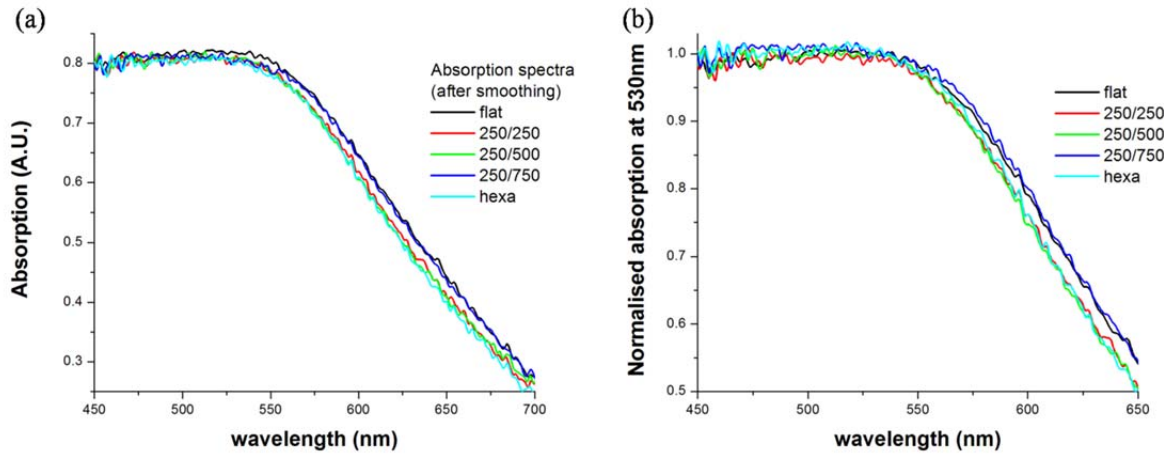 (a)
Absorption (A.U.)
0.8
0.7
0.6
0.5
0.4
0.3
450
500
550
600
650
700
wavelength (nm)
Absorption spectra
(after smoothing)
flat
250/250
250/500
250/750
hexa
(b)
Normalised absorption at 530nm
1.0
0.9
0.8
0.7
0.6
0.5
450
500
550
600
650
wavelength (nm)
flat
250/250
250/500
250/750
hexa